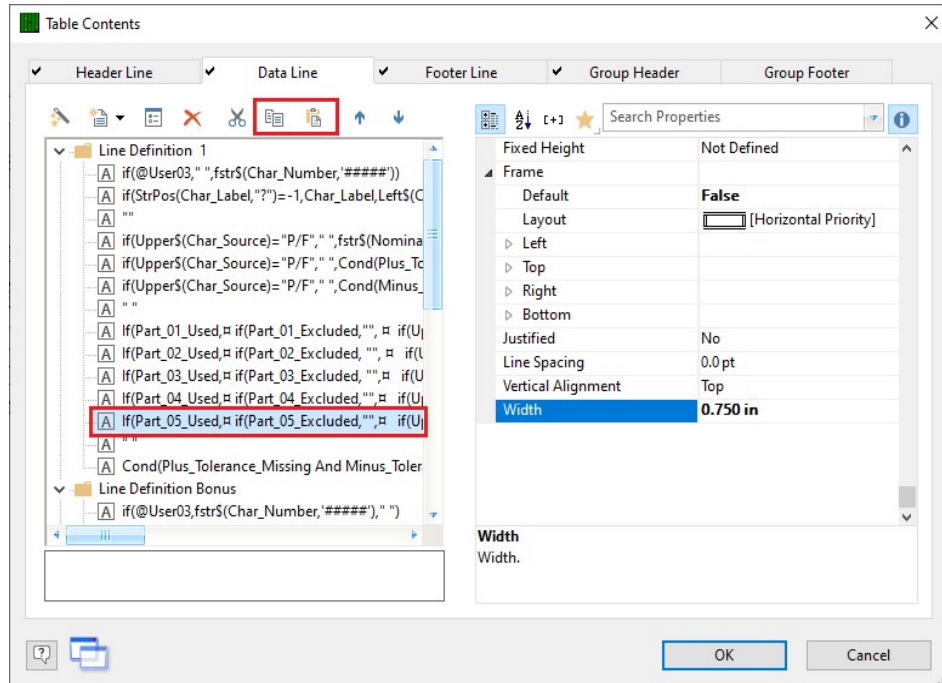 Table Contents
Header Line
Data Line
Footer Line
Group Header
Group Footer
Search Properties
Line Definition 1
if(@User03," ",fstr$(Char_Number,'#####'))
if(StrPos(Char_Label,"?")=-1,Char_Label,Left$(C
""
if(Upper$(Char_Source)="P/F"," ",fstr$(Nomina
if(Upper$(Char_Source)="P/F"," ",Cond(Plus_To
if(Upper$(Char_Source)="P/F"," ",Cond(Minus_
" "
If(Part_01_Used,¤ if(Part_01_Excluded,"", ¤ if(Up
If(Part_02_Used,¤ if(Part_02_Excluded, "", ¤ if(U
If(Part_03_Used,¤ if(Part_03_Excluded, "",¤ if(U
If(Part_04_Used,¤ if(Part_04_Excluded,"",¤ if(Up
If(Part_05_Used,¤ if(Part_05_Excluded,"",¤ if(Up
" "
Cond(Plus_Tolerance_Missing And Minus_Toler
Line Definition Bonus
if(@User03,fstr$(Char_Number,'#####')," ")
Fixed Height Not Defined
Frame
Default False
Layout [Horizontal Priority]
Left
Top
Right
Bottom
Justified No
Line Spacing 0.0 pt
Vertical Alignment Top
Width 0.750 in
Width
Width.
OK
Cancel